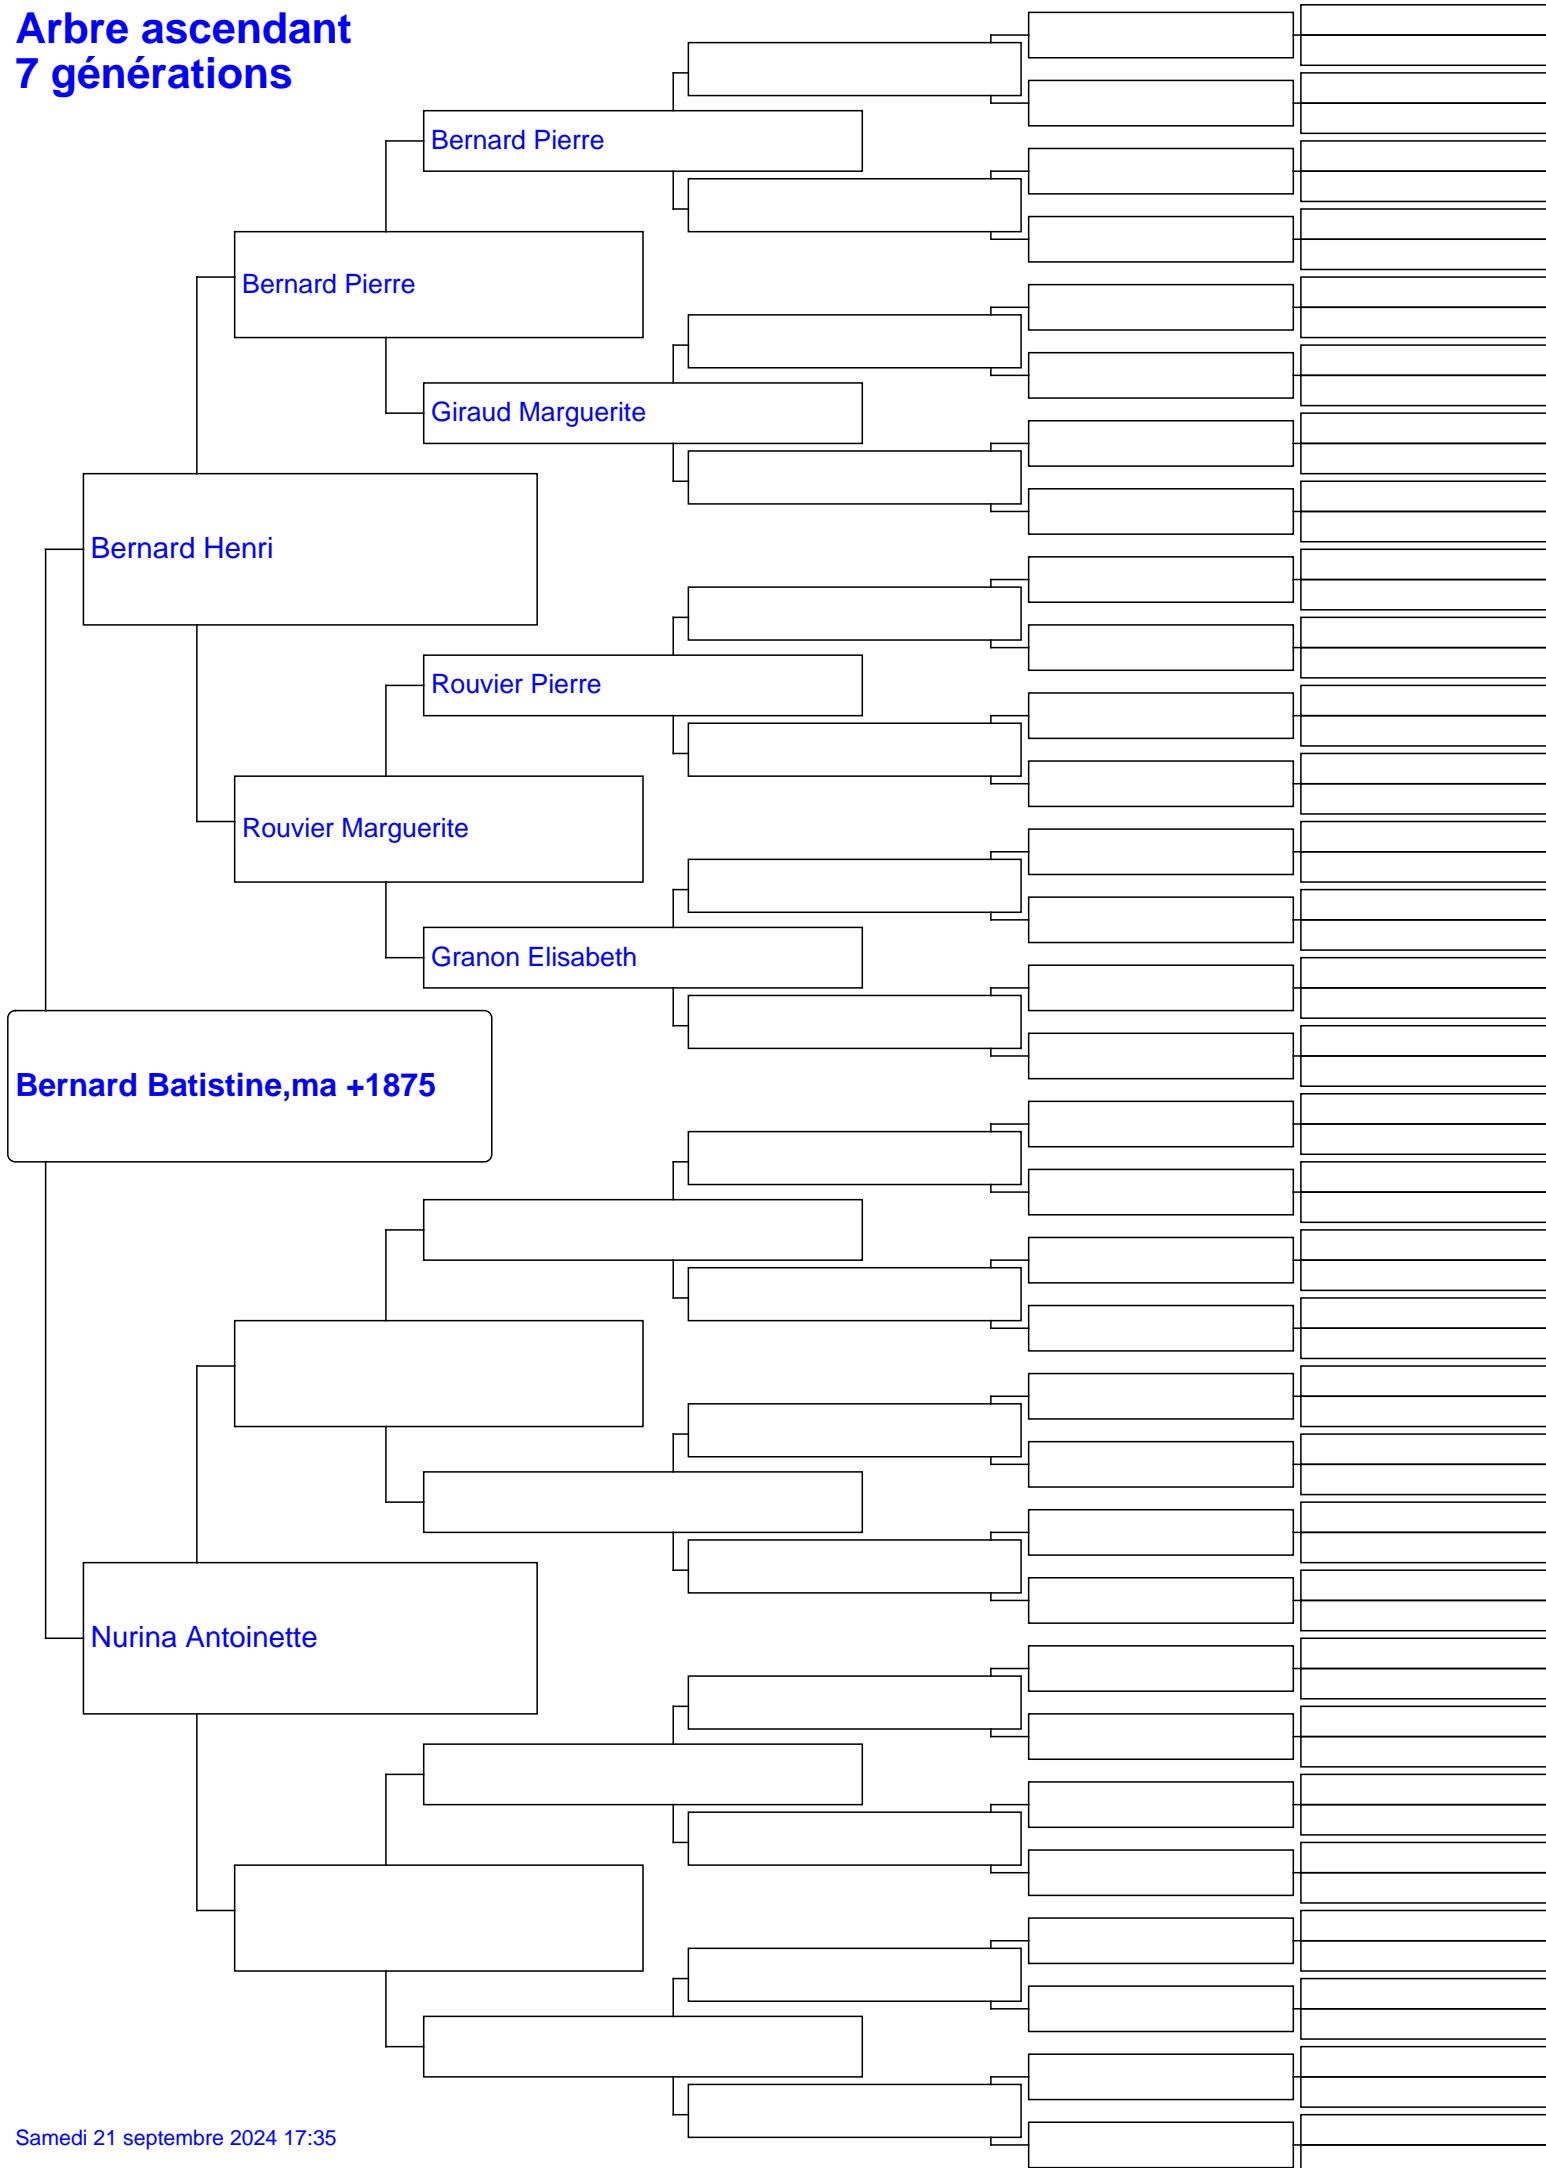 Arbre ascendant
7 générations
Bernard Pierre
Bernard Pierre
Giraud Marguerite
Bernard Henri
Rouvier Pierre
Rouvier Marguerite
Granon Elisabeth
Bernard Batistine,ma +1875
Nurina Antoinette
Samedi 21 septembre 2024 17:35